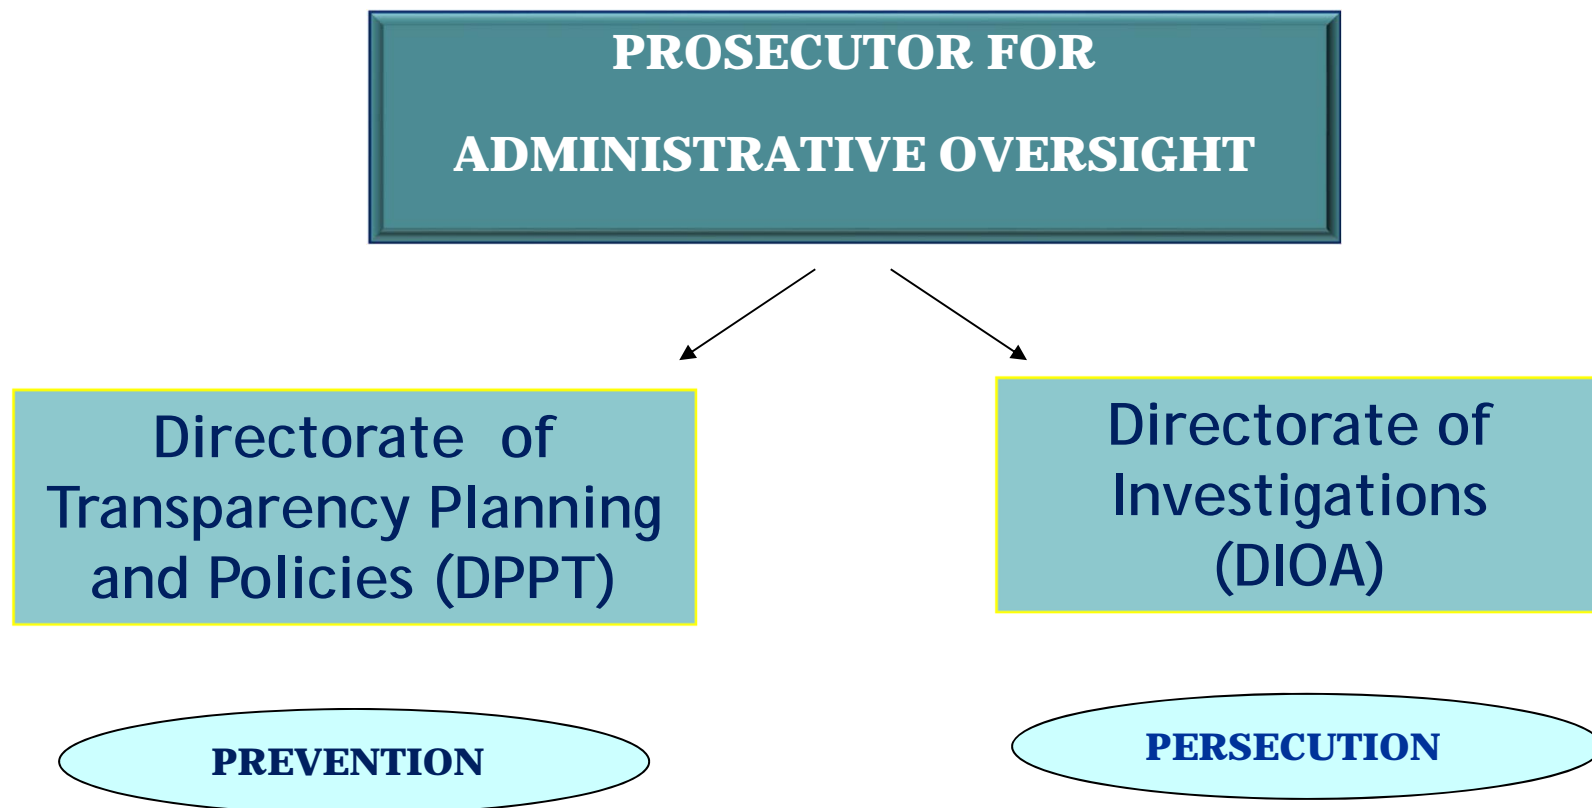 PROSECUTOR FOR
ADMINISTRATIVE OVERSIGHT
Directorate of
Transparency Planning
and Policies (DPPT)
Directorate of
Investigations
(DIOA)
PREVENTION
PERSECUTION